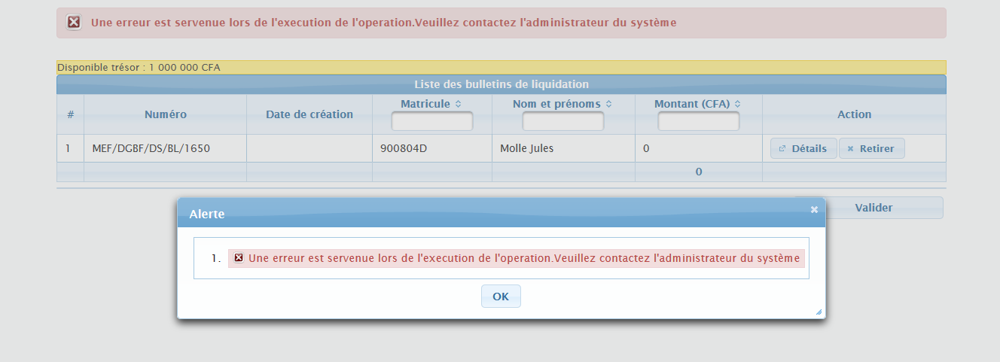 Une erreur est servenue lors de l'execution de l'operation.Veuillez contactez l'administrateur du système
Disponible trésor : 1 000 000 CFA
Liste des bulletins de liquidation
# Numéro Date de création Matricule Nom et prénoms Montant (CFA) Action
1 MEF/DGBF/DS/BL/1650 900804D Molle Jules 0 Détails Retirer
0
Valider
Alerte
1. Une erreur est servenue lors de l'execution de l'operation.Veuillez contactez l'administrateur du système
OK